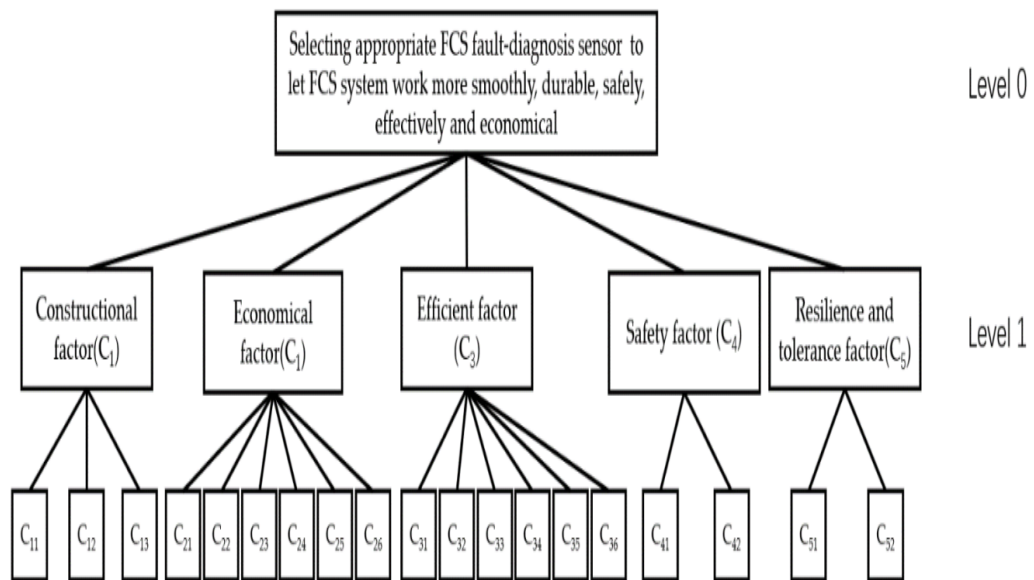 Selecting appropriate FCS fault-diagnosis sensor to
let FCS system work more smoothly, durable, safely,
effectively and economical
Level 0
Constructional
factor(C₁)
Economical
factor(C₁)
Efficient factor
(C₃)
Safety factor (C₄)
Resilience and
tolerance factor(C₅)
Level 1
C₁₁ C₁₂ C₁₃ C₂₁ C₂₂ C₂₃ C₂₄ C₂₅ C₂₆ C₃₁ C₃₂ C₃₃ C₃₄ C₃₅ C₃₆ C₄₁ C₄₂ C₅₁ C₅₂